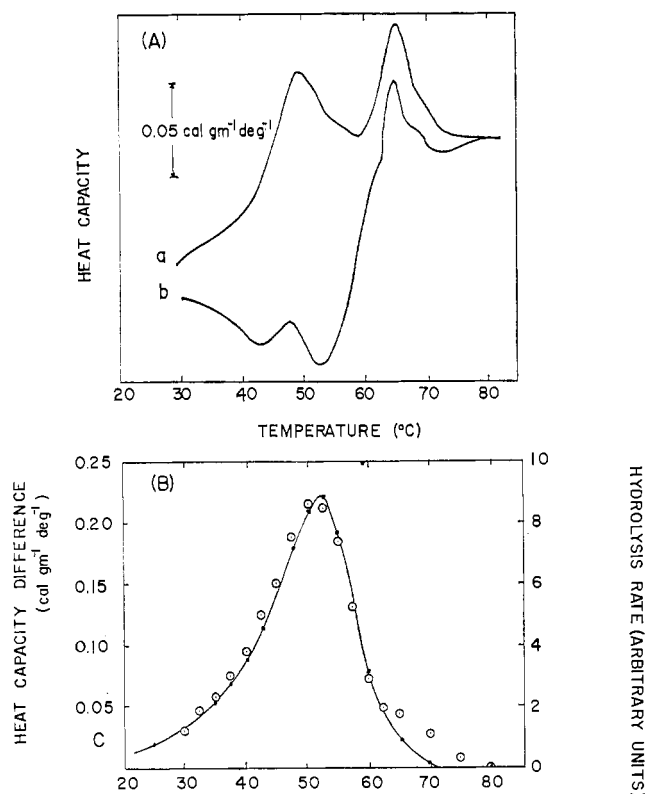 (A)
0.05 cal gm⁻¹ deg⁻¹
HEAT CAPACITY
a
b
20 30 40 50 60 70 80
TEMPERATURE (°C)
(B)
HEAT CAPACITY DIFFERENCE
(cal gm⁻¹ deg⁻¹)
0.25
0.20
0.15
0.10
0.05
C
10
8
6
4
2
0
HYDROLYSIS RATE (ARBITRARY UNITS)
20 30 40 50 60 70 80